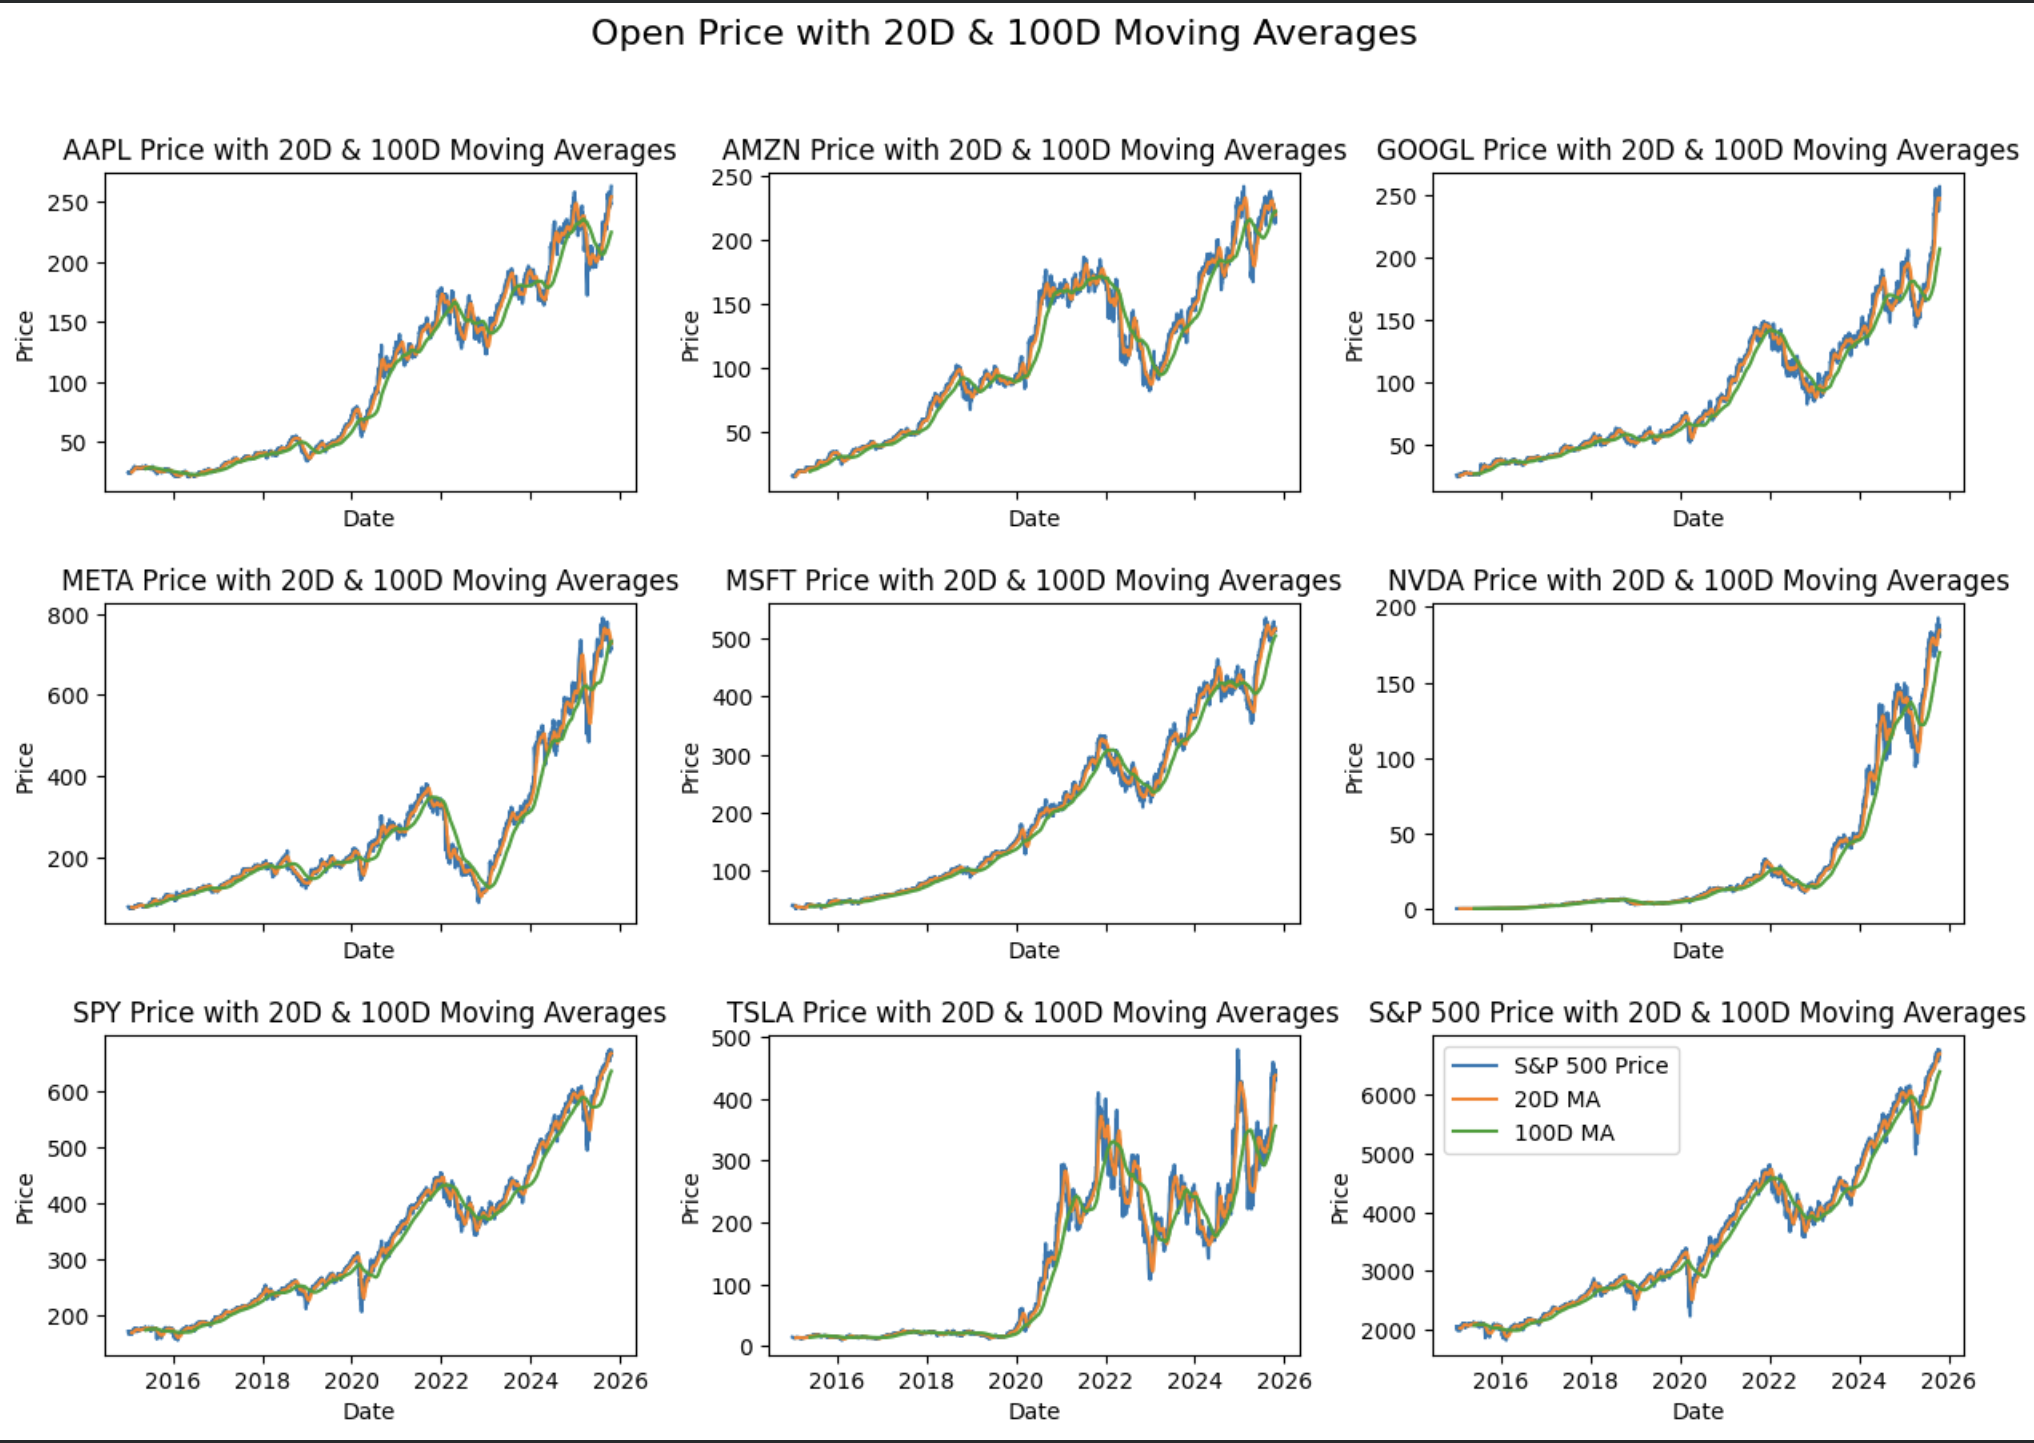 Open Price with 20D & 100D Moving Averages
AAPL Price with 20D & 100D Moving Averages
250
200
150
100
50
Price
Date
AMZN Price with 20D & 100D Moving Averages
250
200
150
100
50
Price
Date
GOOGL Price with 20D & 100D Moving Averages
250
200
150
100
50
Price
Date
META Price with 20D & 100D Moving Averages
800
600
400
200
Price
Date
MSFT Price with 20D & 100D Moving Averages
500
400
300
200
100
Price
Date
NVDA Price with 20D & 100D Moving Averages
200
150
100
50
0
Price
Date
SPY Price with 20D & 100D Moving Averages
600
500
400
300
200
Price
2016 2018 2020 2022 2024 2026
Date
TSLA Price with 20D & 100D Moving Averages
500
400
300
200
100
0
Price
2016 2018 2020 2022 2024 2026
Date
S&P 500 Price with 20D & 100D Moving Averages
S&P 500 Price
20D MA
100D MA
6000
5000
4000
3000
2000
Price
2016 2018 2020 2022 2024 2026
Date